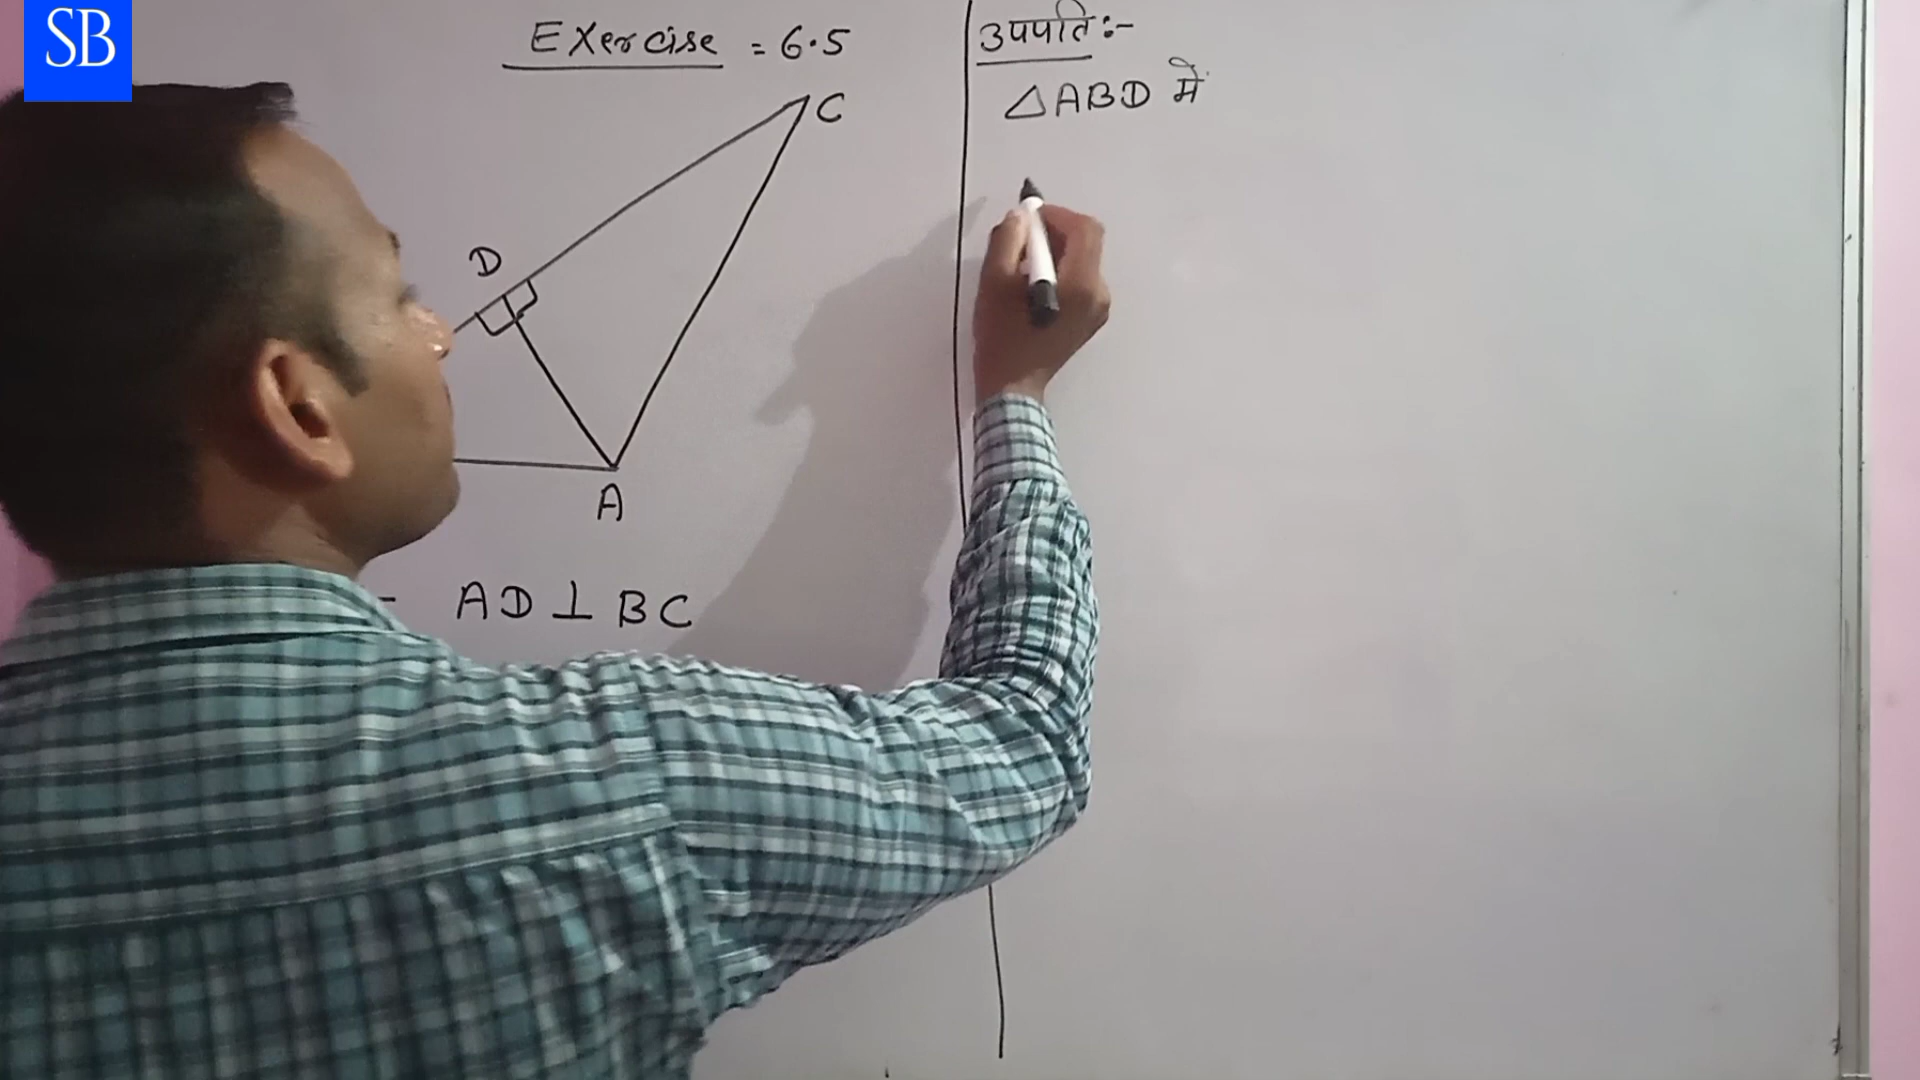 SB
Exercise = 6.5
C
D
A
- AD ⊥ BC
उपपति :-
△ABD में